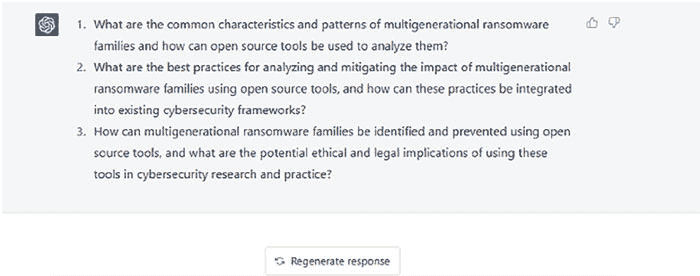 1. What are the common characteristics and patterns of multigenerational ransomware
families and how can open source tools be used to analyze them?
2. What are the best practices for analyzing and mitigating the impact of multigenerational
ransomware families using open source tools, and how can these practices be integrated
into existing cybersecurity frameworks?
3. How can multigenerational ransomware families be identified and prevented using open
source tools, and what are the potential ethical and legal implications of using these
tools in cybersecurity research and practice?
Regenerate response